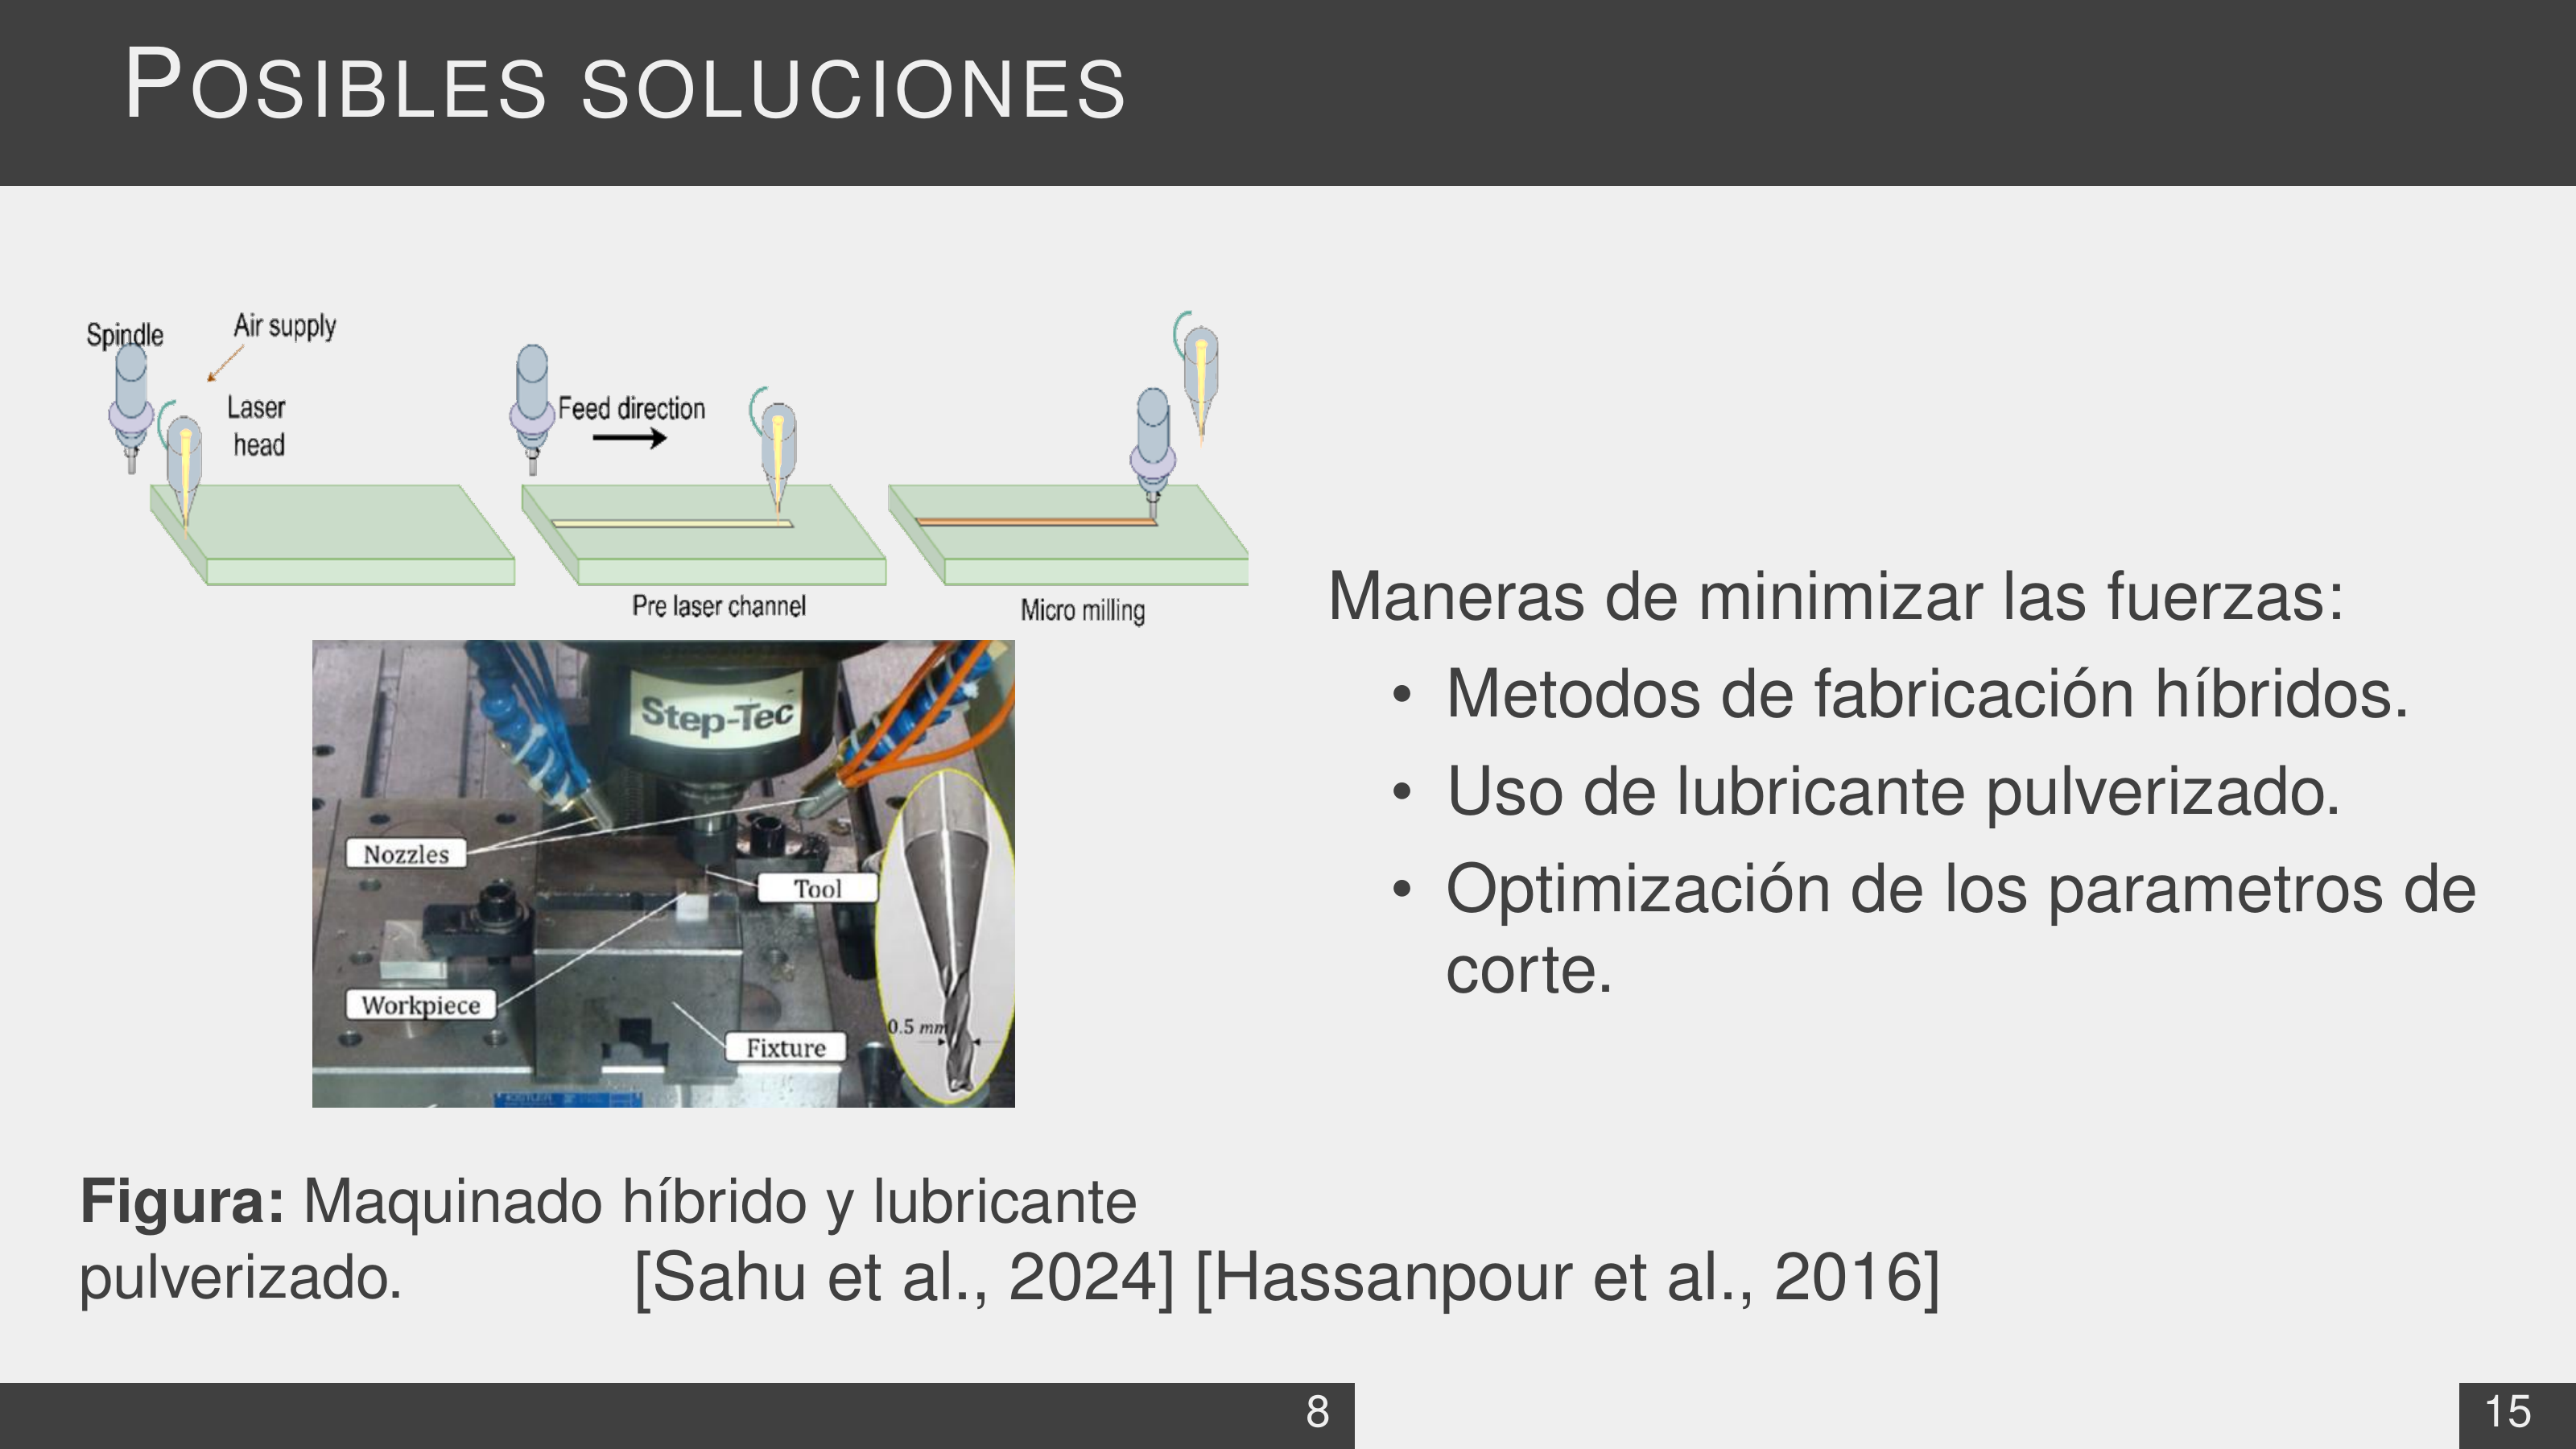 POSIBLES SOLUCIONES
Spindle
Air supply
Laser
head
Feed direction
Pre laser channel
Micro milling
Step-Tec
Nozzles
Tool
Workpiece
0.5 mm
Fixture
Figura: Maquinado híbrido y lubricante
pulverizado. [Sahu et al., 2024] [Hassanpour et al., 2016]
Maneras de minimizar las fuerzas:
• Metodos de fabricación híbridos.
• Uso de lubricante pulverizado.
• Optimización de los parametros de
corte.
8
15